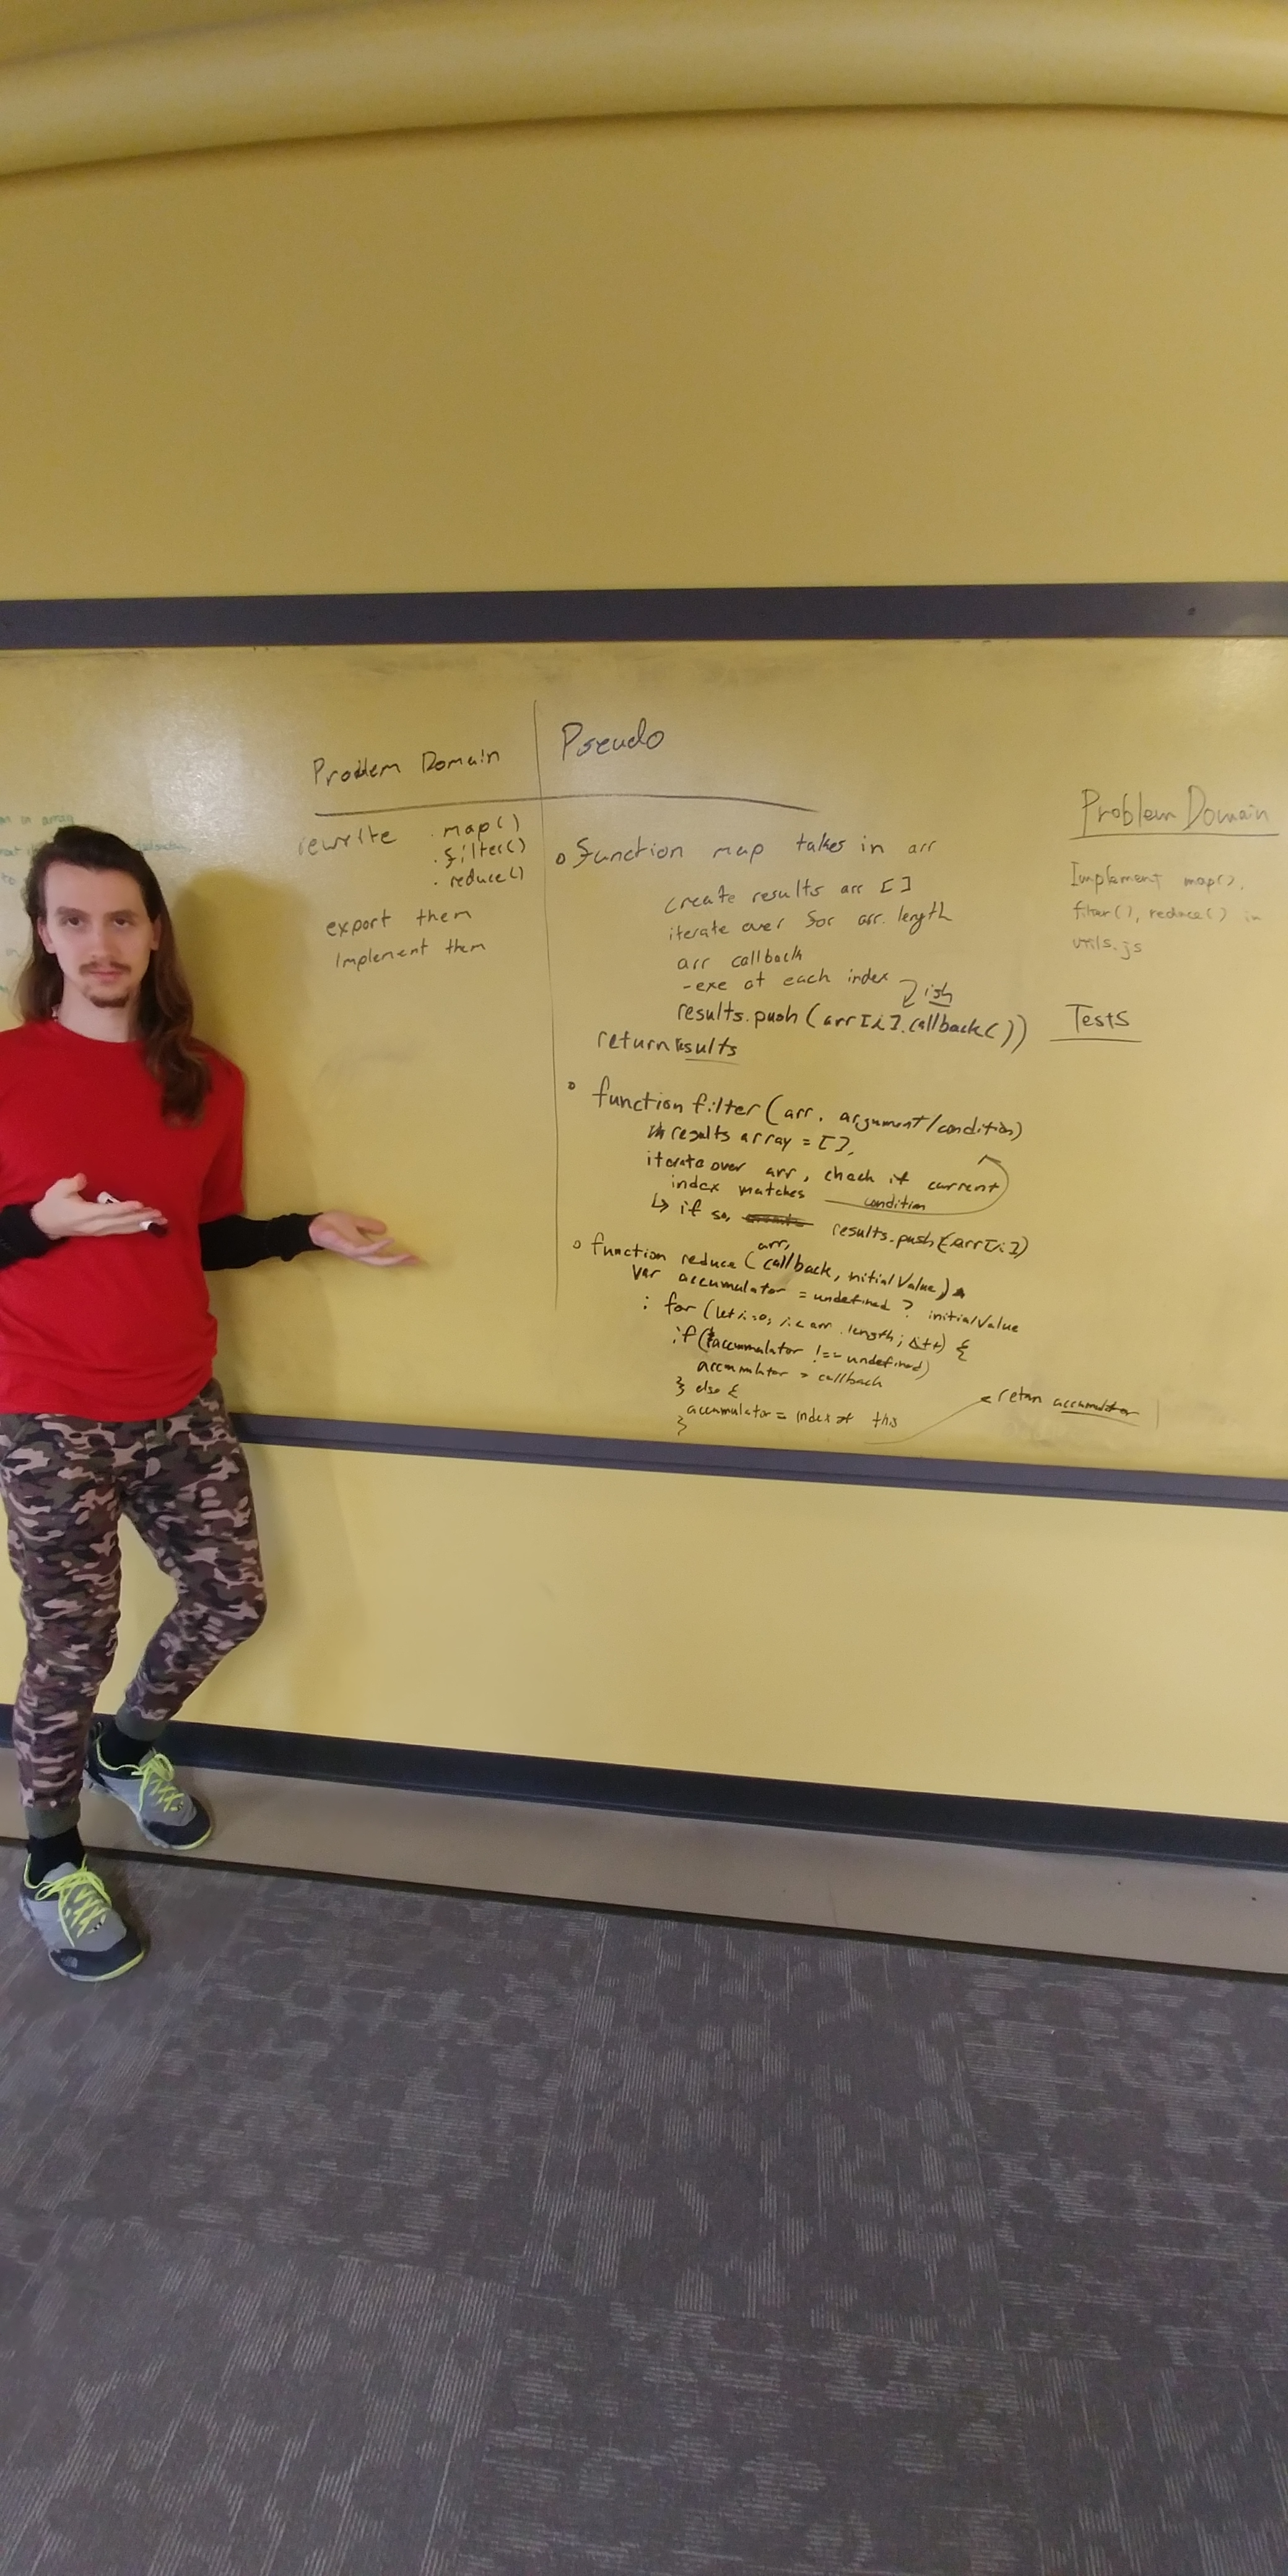 Problem Domain
rewrite .map()
.filter()
.reduce()
export them
Implement them
Pseudo
function map takes in arr
create results arr []
iterate over for arr.length
arr callback
-exe at each index
ish
results.push(arr[i].callback())
return results
function filter(arr, argument/condition)
results array = [],
iterate over arr, check if current
index matches condition
↳ if so, results.push(arr[i])
arr,
function reduce(callback, initialValue)
var accumulator = undefined ? initialValue
: for (let i=0; i< arr.length; i++) {
if(accumulator !== undefined)
accumulator = callback
} else {
accumulator = index of this
}
return accumulator
Problem Domain
Implement map(),
filter(), reduce() in
utils.js
Tests
in array
to